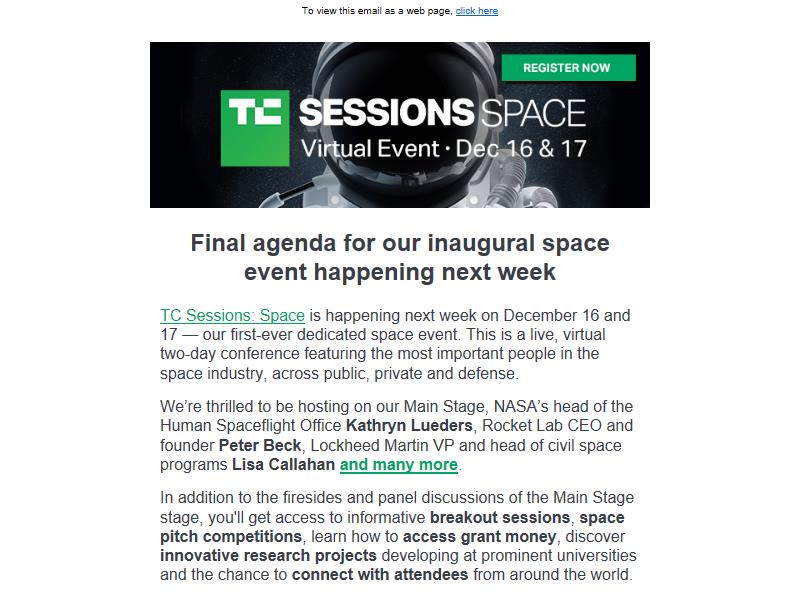 To view this email as a web page, click here
REGISTER NOW
TC SESSIONS SPACE
Virtual Event · Dec 16 & 17
Final agenda for our inaugural space
event happening next week
TC Sessions: Space is happening next week on December 16 and
17 — our first-ever dedicated space event. This is a live, virtual
two-day conference featuring the most important people in the
space industry, across public, private and defense.
We’re thrilled to be hosting on our Main Stage, NASA’s head of the
Human Spaceflight Office Kathryn Lueders, Rocket Lab CEO and
founder Peter Beck, Lockheed Martin VP and head of civil space
programs Lisa Callahan and many more.
In addition to the firesides and panel discussions of the Main Stage
stage, you'll get access to informative breakout sessions, space
pitch competitions, learn how to access grant money, discover
innovative research projects developing at prominent universities
and the chance to connect with attendees from around the world.